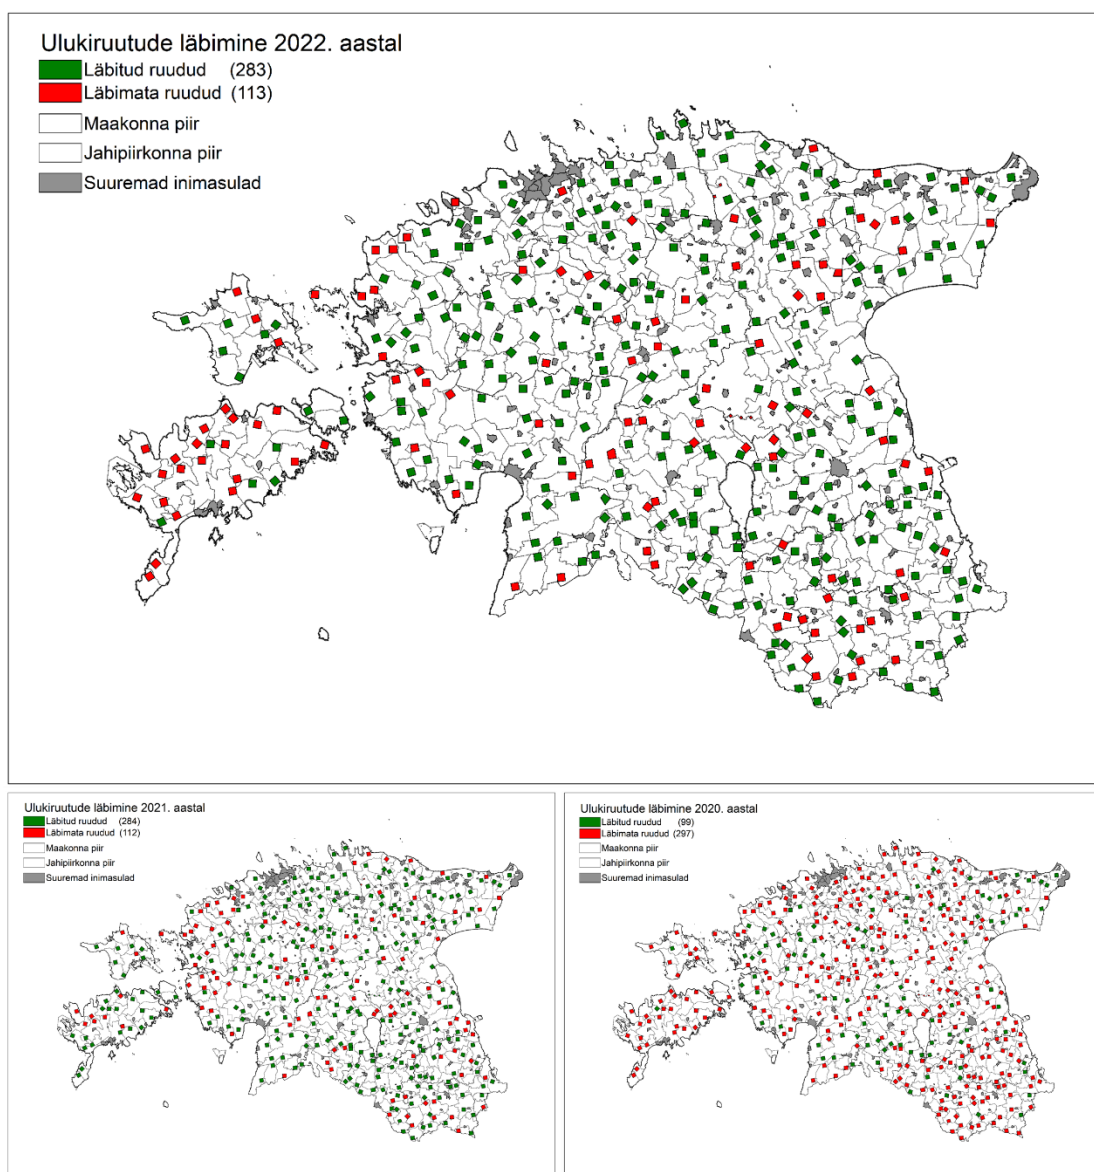 Ulukiruutude läbimine 2022. aastal
Läbitud ruudud (283)
Läbimata ruudud (113)
Maakonna piir
Jahipiirkonna piir
Suuremad inimasulad
Ulukiruutude läbimine 2021. aastal
Läbitud ruudud (284)
Läbimata ruudud (112)
Maakonna piir
Jahipiirkonna piir
Suuremad inimasulad
Ulukiruutude läbimine 2020. aastal
Läbitud ruudud (99)
Läbimata ruudud (297)
Maakonna piir
Jahipiirkonna piir
Suuremad inimasulad